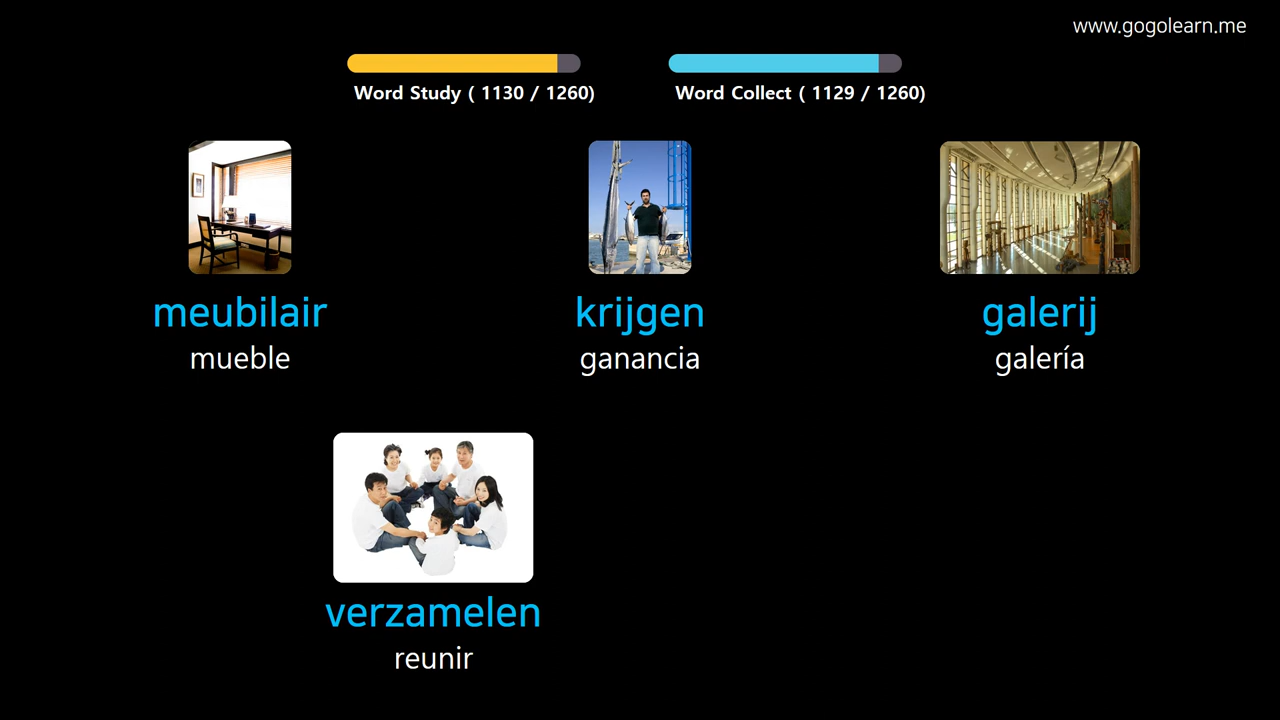 www.gogolearn.me
Word Study ( 1130 / 1260)
Word Collect ( 1129 / 1260)
meubilair
mueble
krijgen
ganancia
galerij
galería
verzamelen
reunir